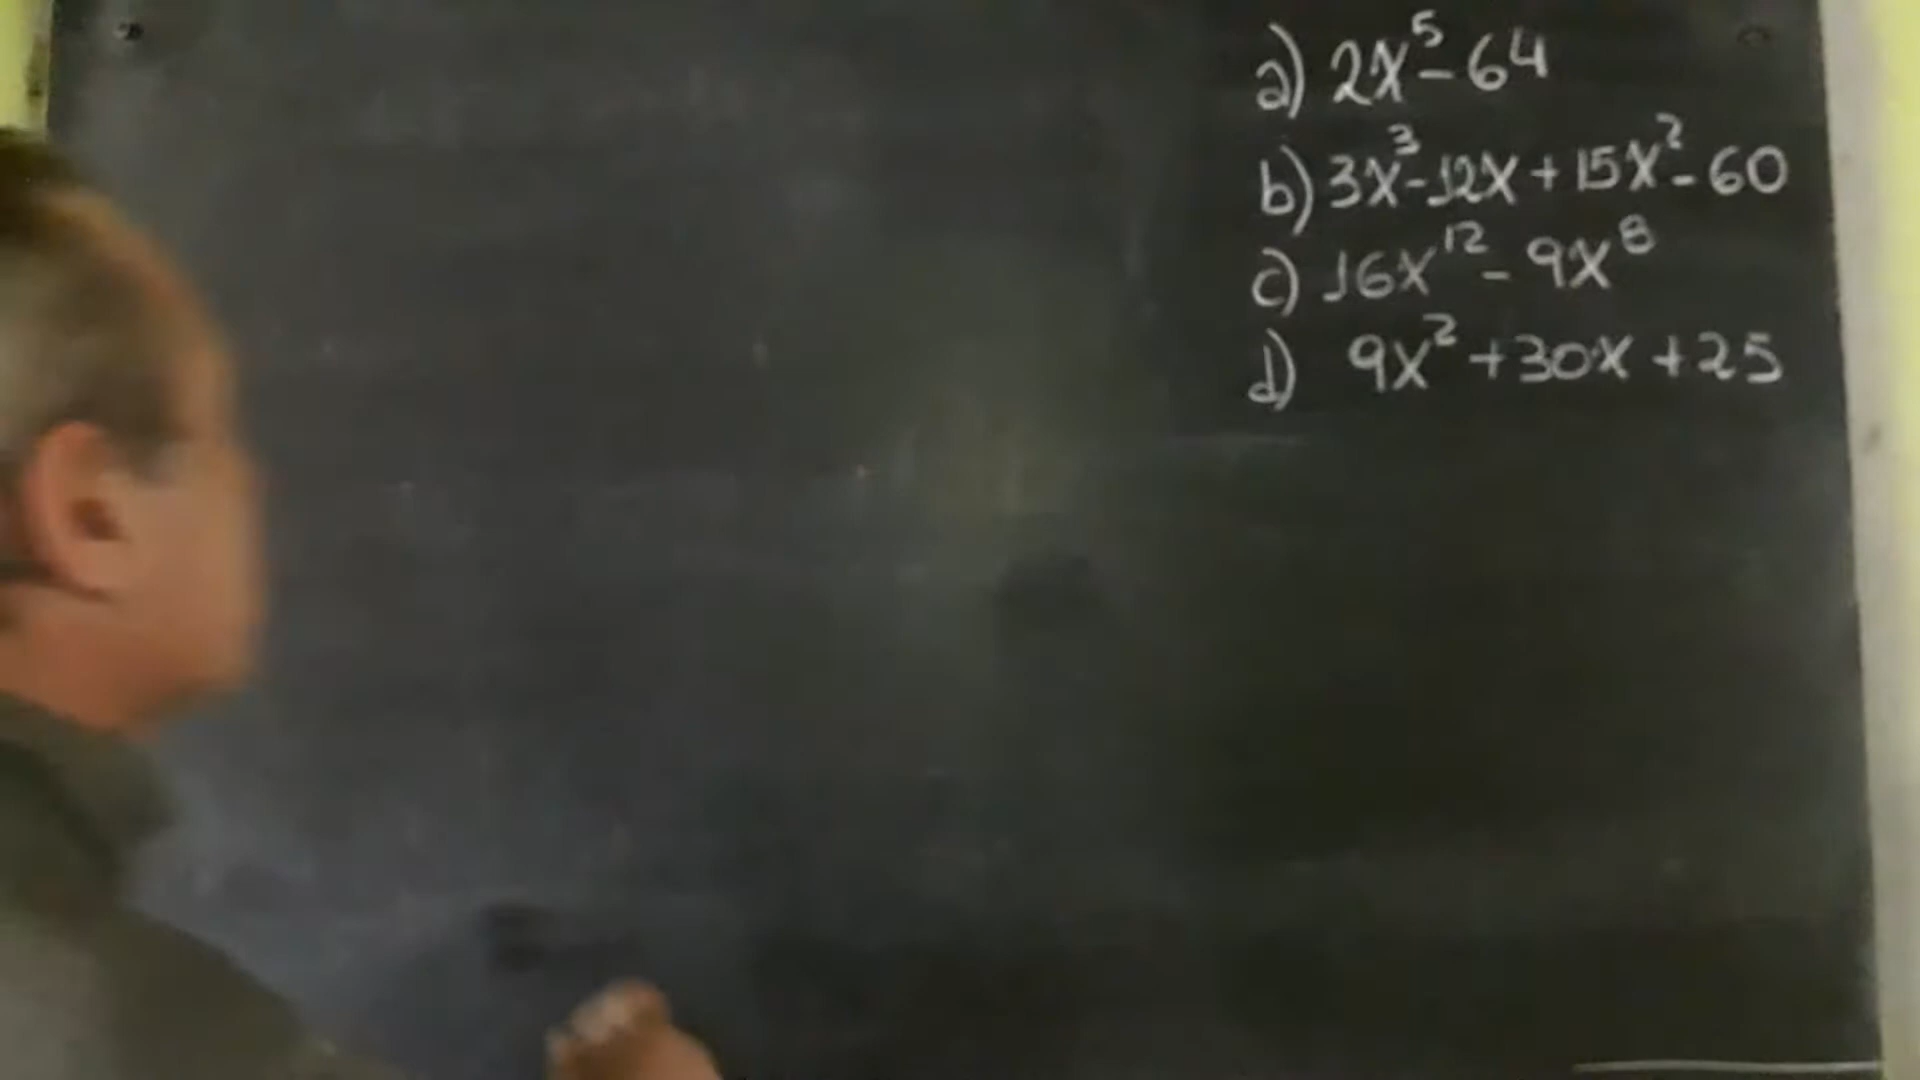 a) 2x⁵-64
b) 3x³-12x+15x²-60
c) 16x¹²-9x⁸
d) 9x²+30x+25